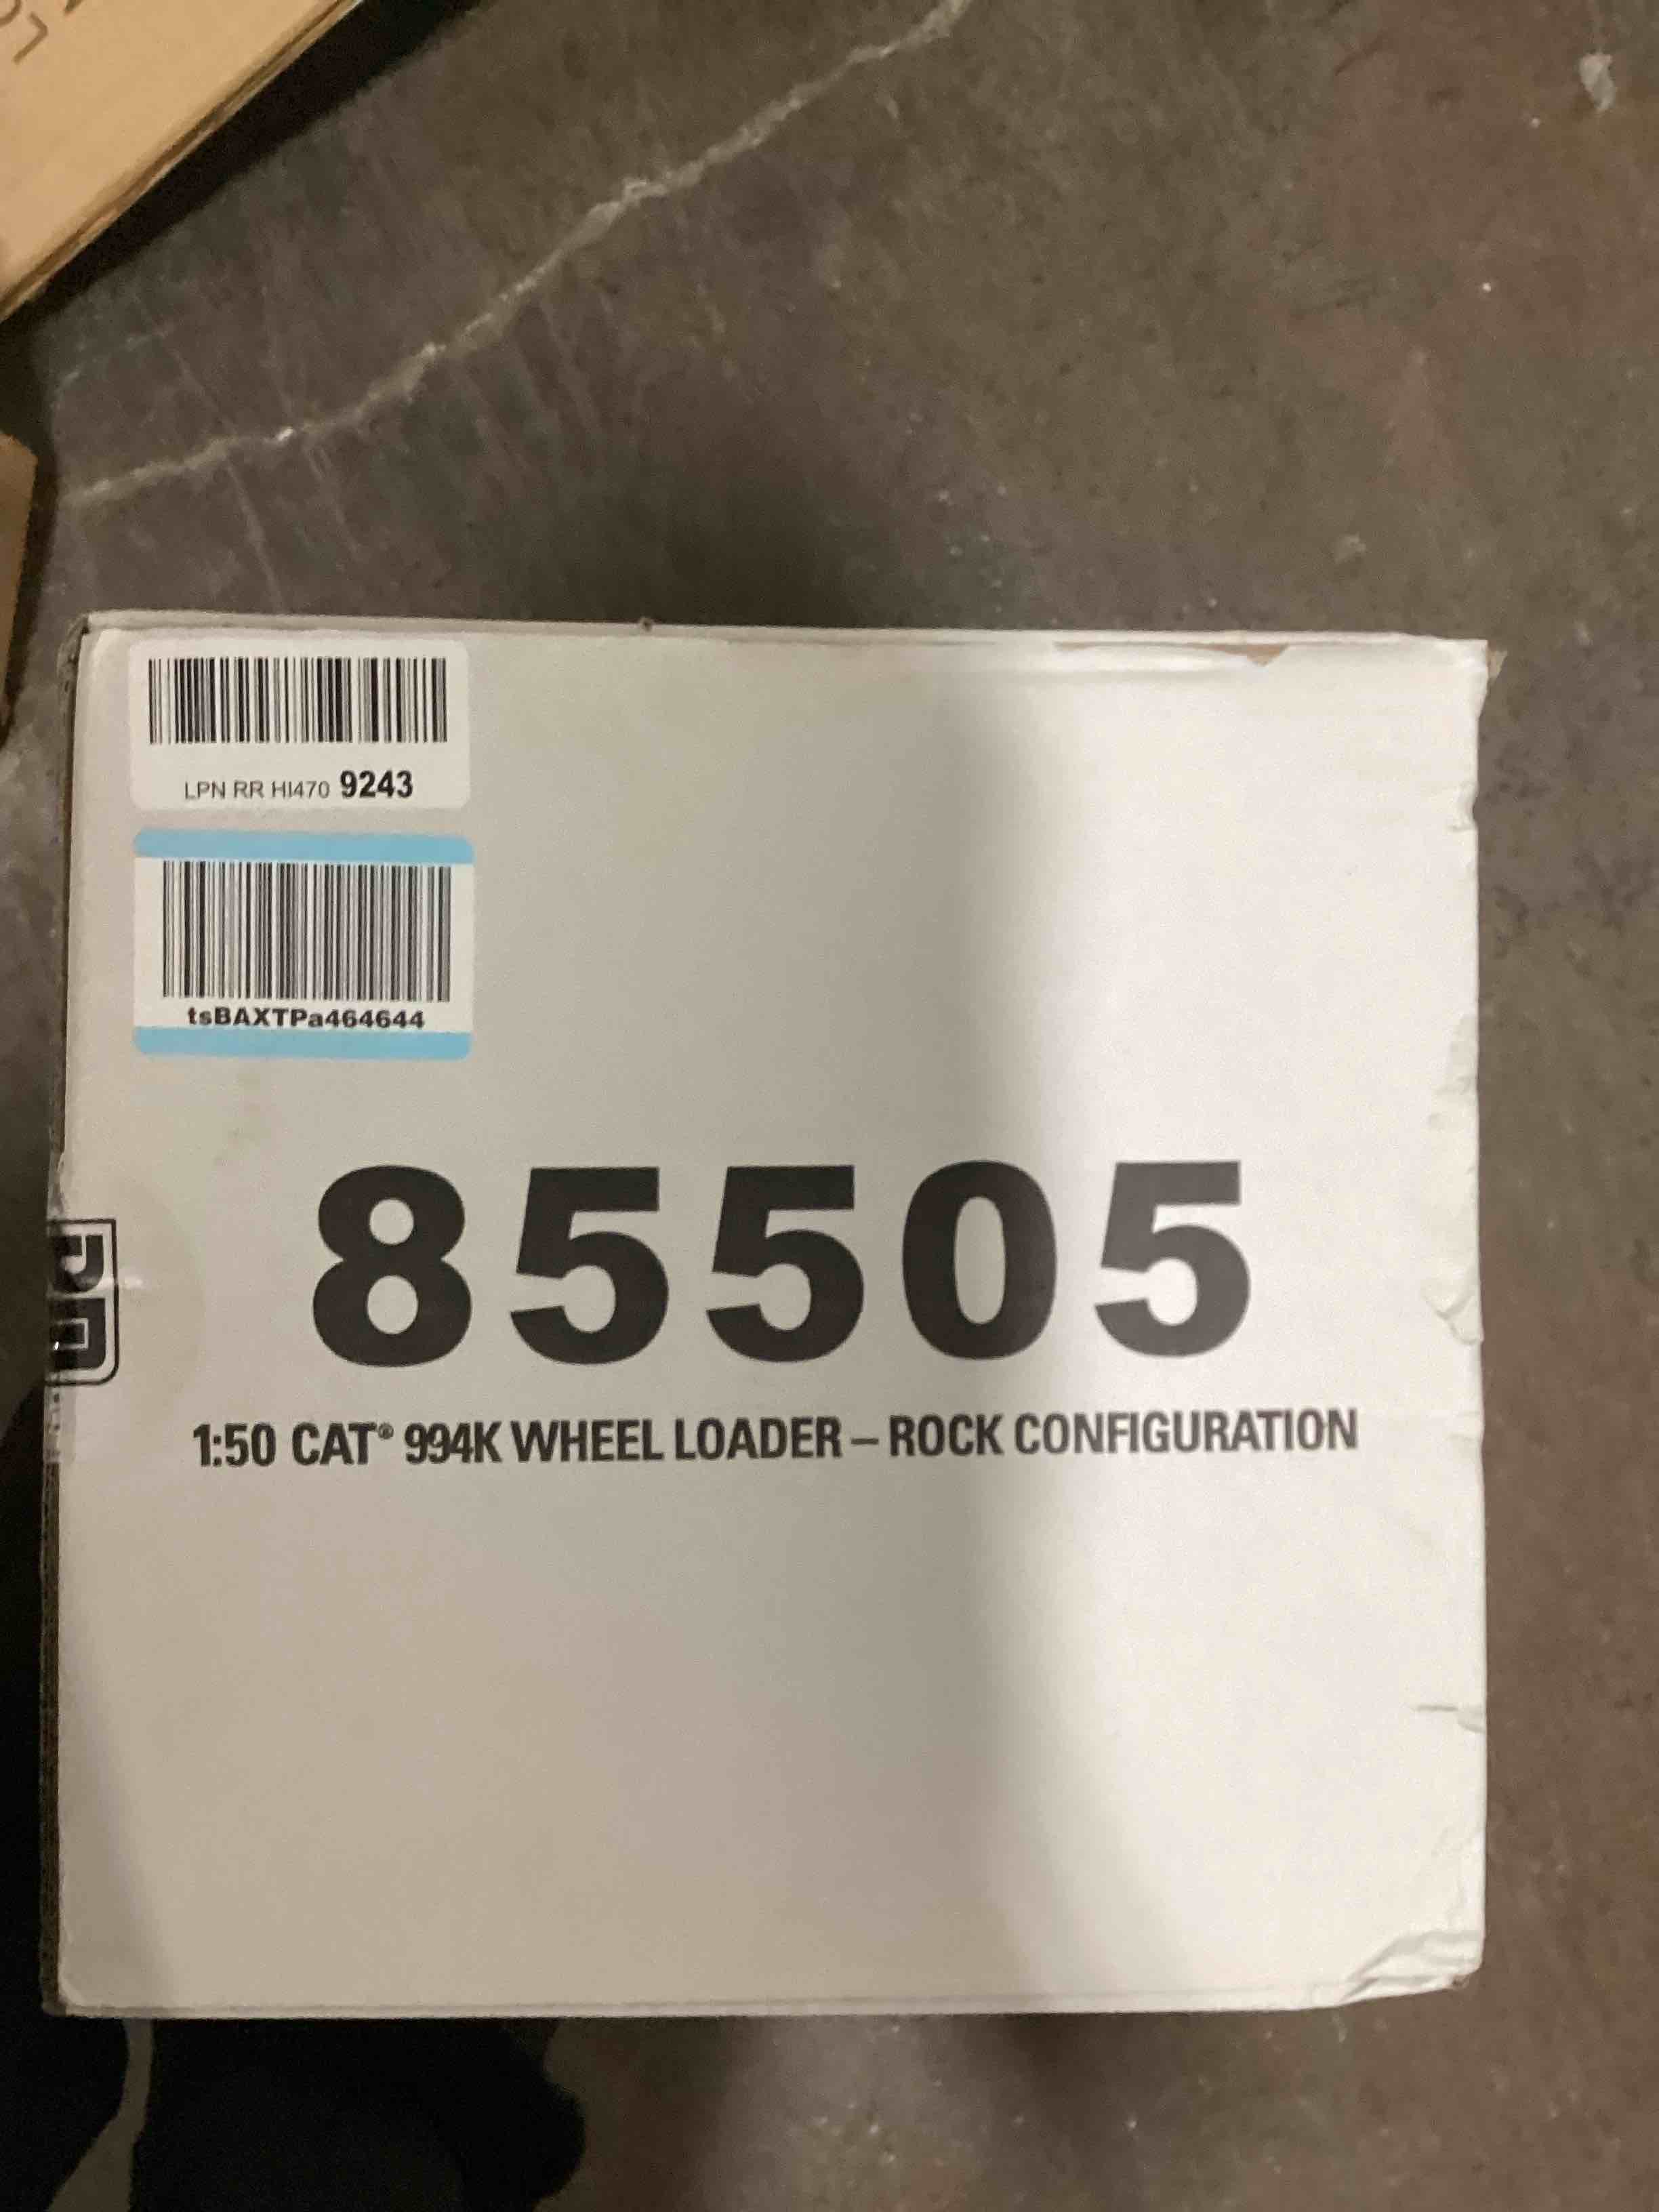 LPN RR HI470 9243
tsBAXTPa464644
85505
1:50 CAT® 994K WHEEL LOADER – ROCK CONFIGURATION